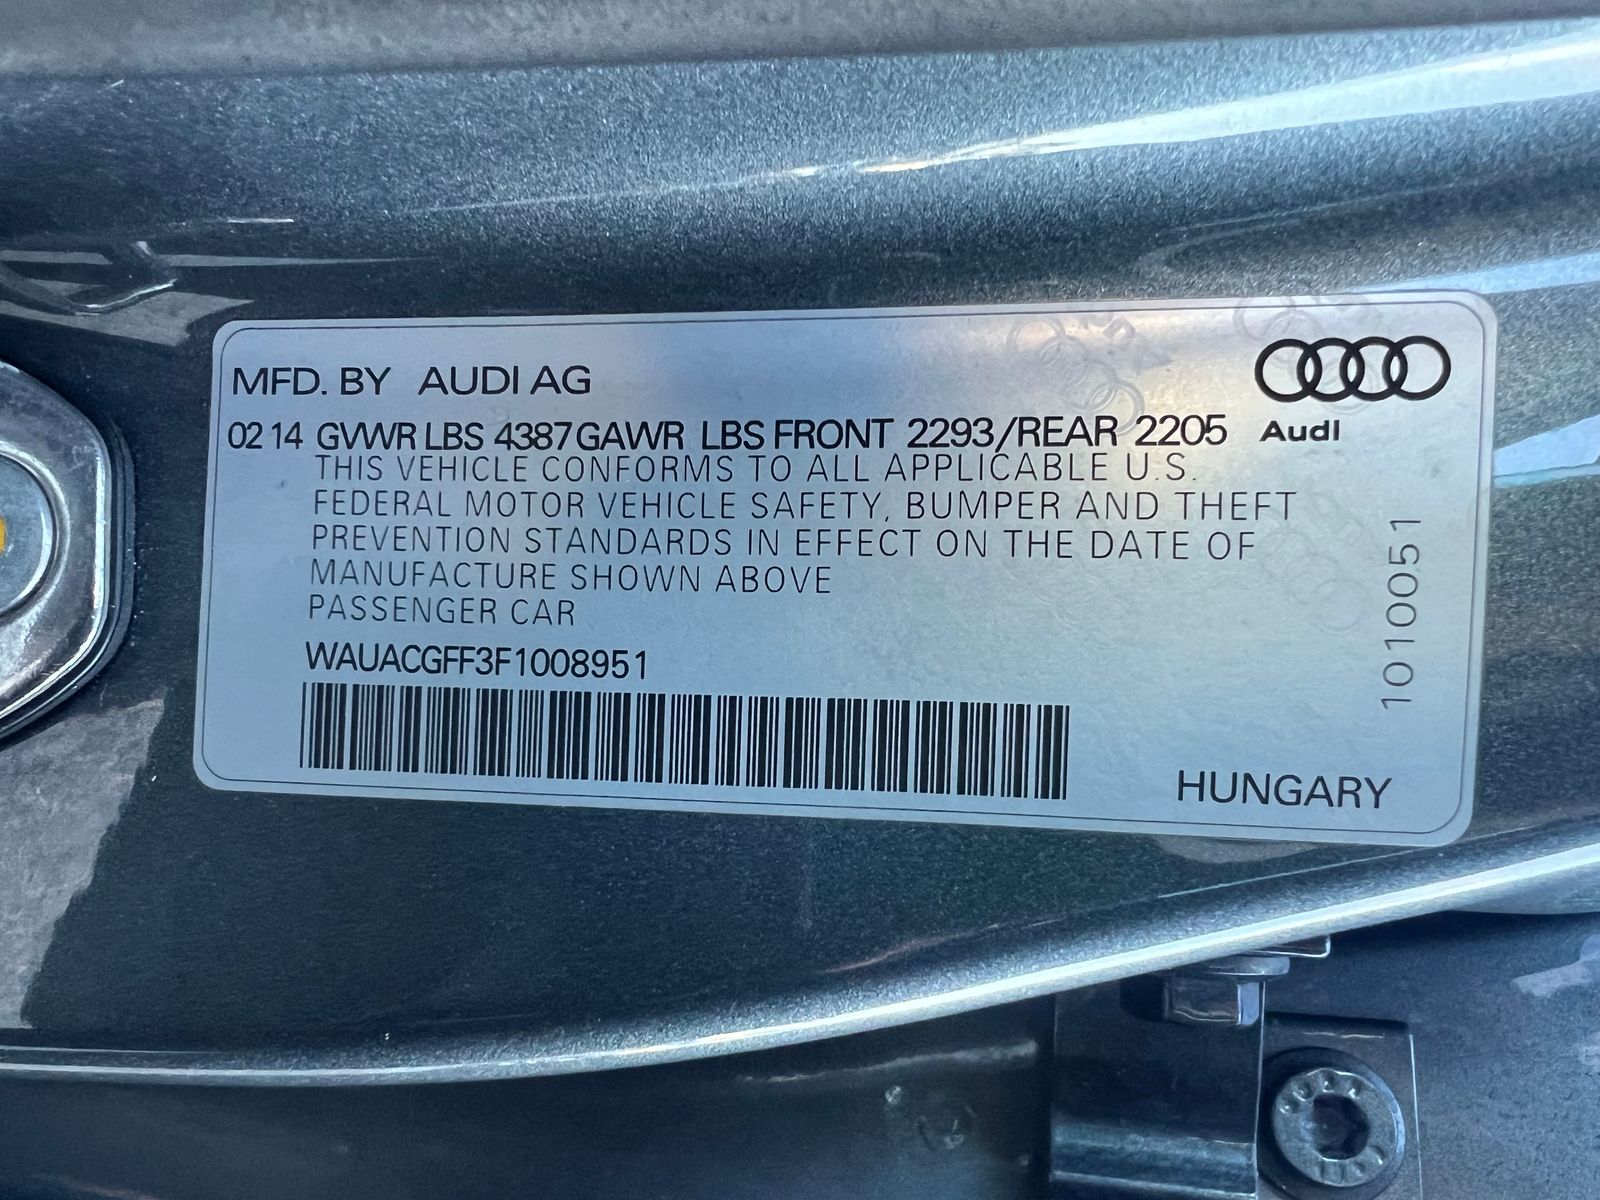 MFD. BY AUDI AG
02 14 GVWR LBS 4387 GAWR LBS FRONT 2293/REAR 2205
Audi
THIS VEHICLE CONFORMS TO ALL APPLICABLE U.S.
FEDERAL MOTOR VEHICLE SAFETY, BUMPER AND THEFT
PREVENTION STANDARDS IN EFFECT ON THE DATE OF
MANUFACTURE SHOWN ABOVE
PASSENGER CAR
WAUACGFF3F1008951
1010051
HUNGARY